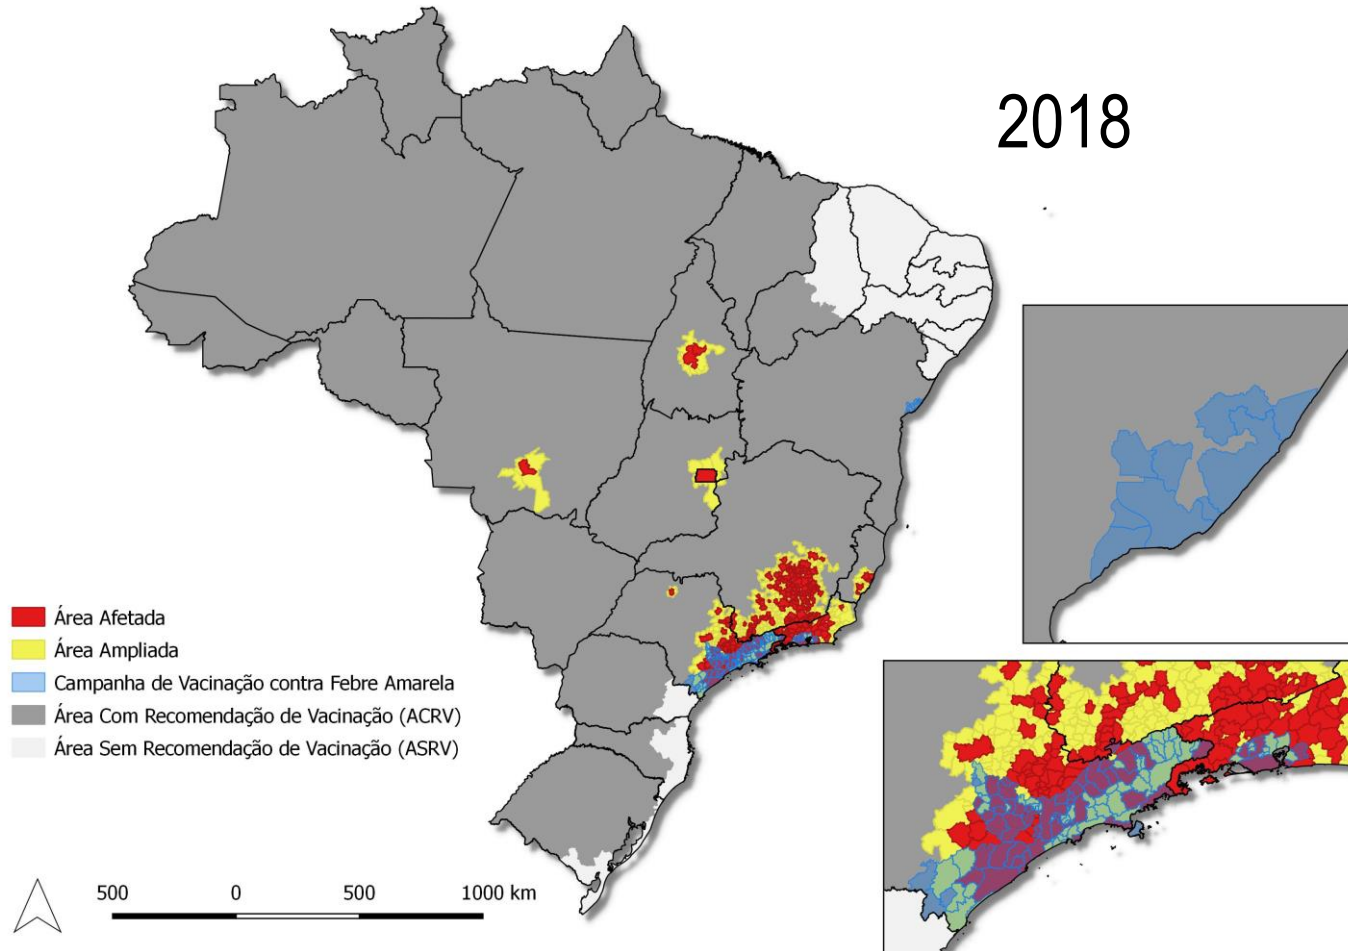 2018
Área Afetada
Área Ampliada
Campanha de Vacinação contra Febre Amarela
Área Com Recomendação de Vacinação (ACRV)
Área Sem Recomendação de Vacinação (ASRV)
500 0 500 1000 km